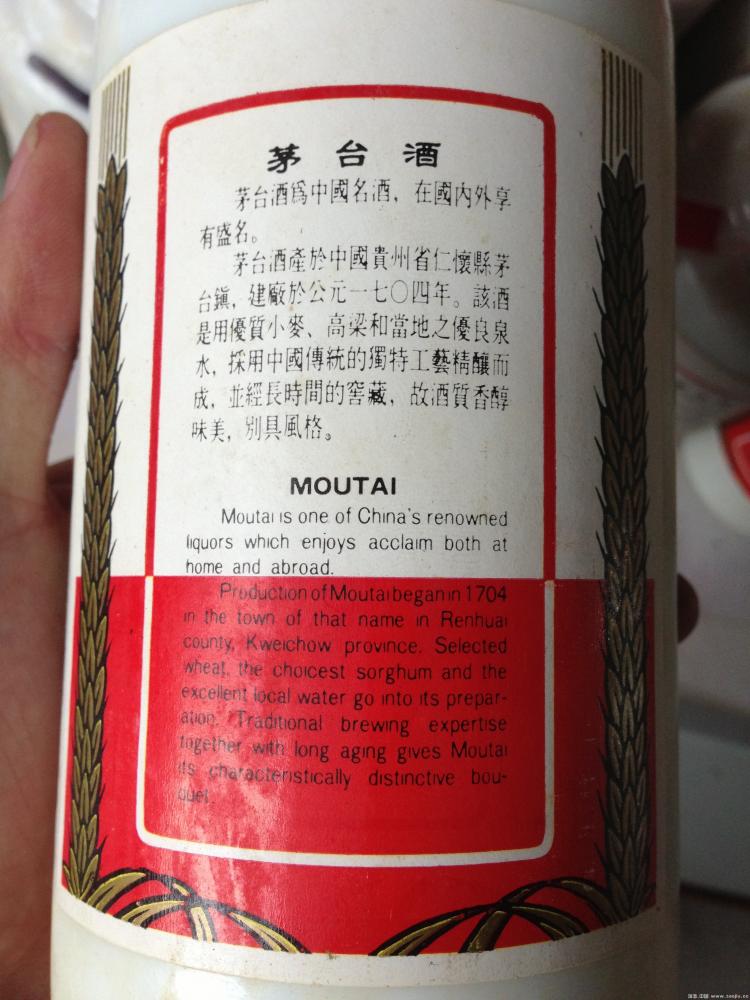 茅台酒
茅台酒爲中國名酒，在國内外享
有盛名。
茅台酒產於中國貴州省仁懷縣茅
台鎮，建廠於公元一七〇四年。該酒
是用優質小麥、高梁和當地之優良泉
水，採用中國傳統的獨特工藝精釀而
成，並經長時間的窖藏，故酒質香醇
味美，别具風格。
MOUTAI
Moutai is one of China's renowned
liquors which enjoys acclaim both at
home and abroad.
Production of Moutai began in 1704
in the town of that name in Renhuai
county, Kweichow province. Selected
wheat, the choicest sorghum and the
excellent local water go into its prepar-
ation. Traditional brewing expertise
together with long aging gives Moutai
its characteristically distinctive bou-
quet.